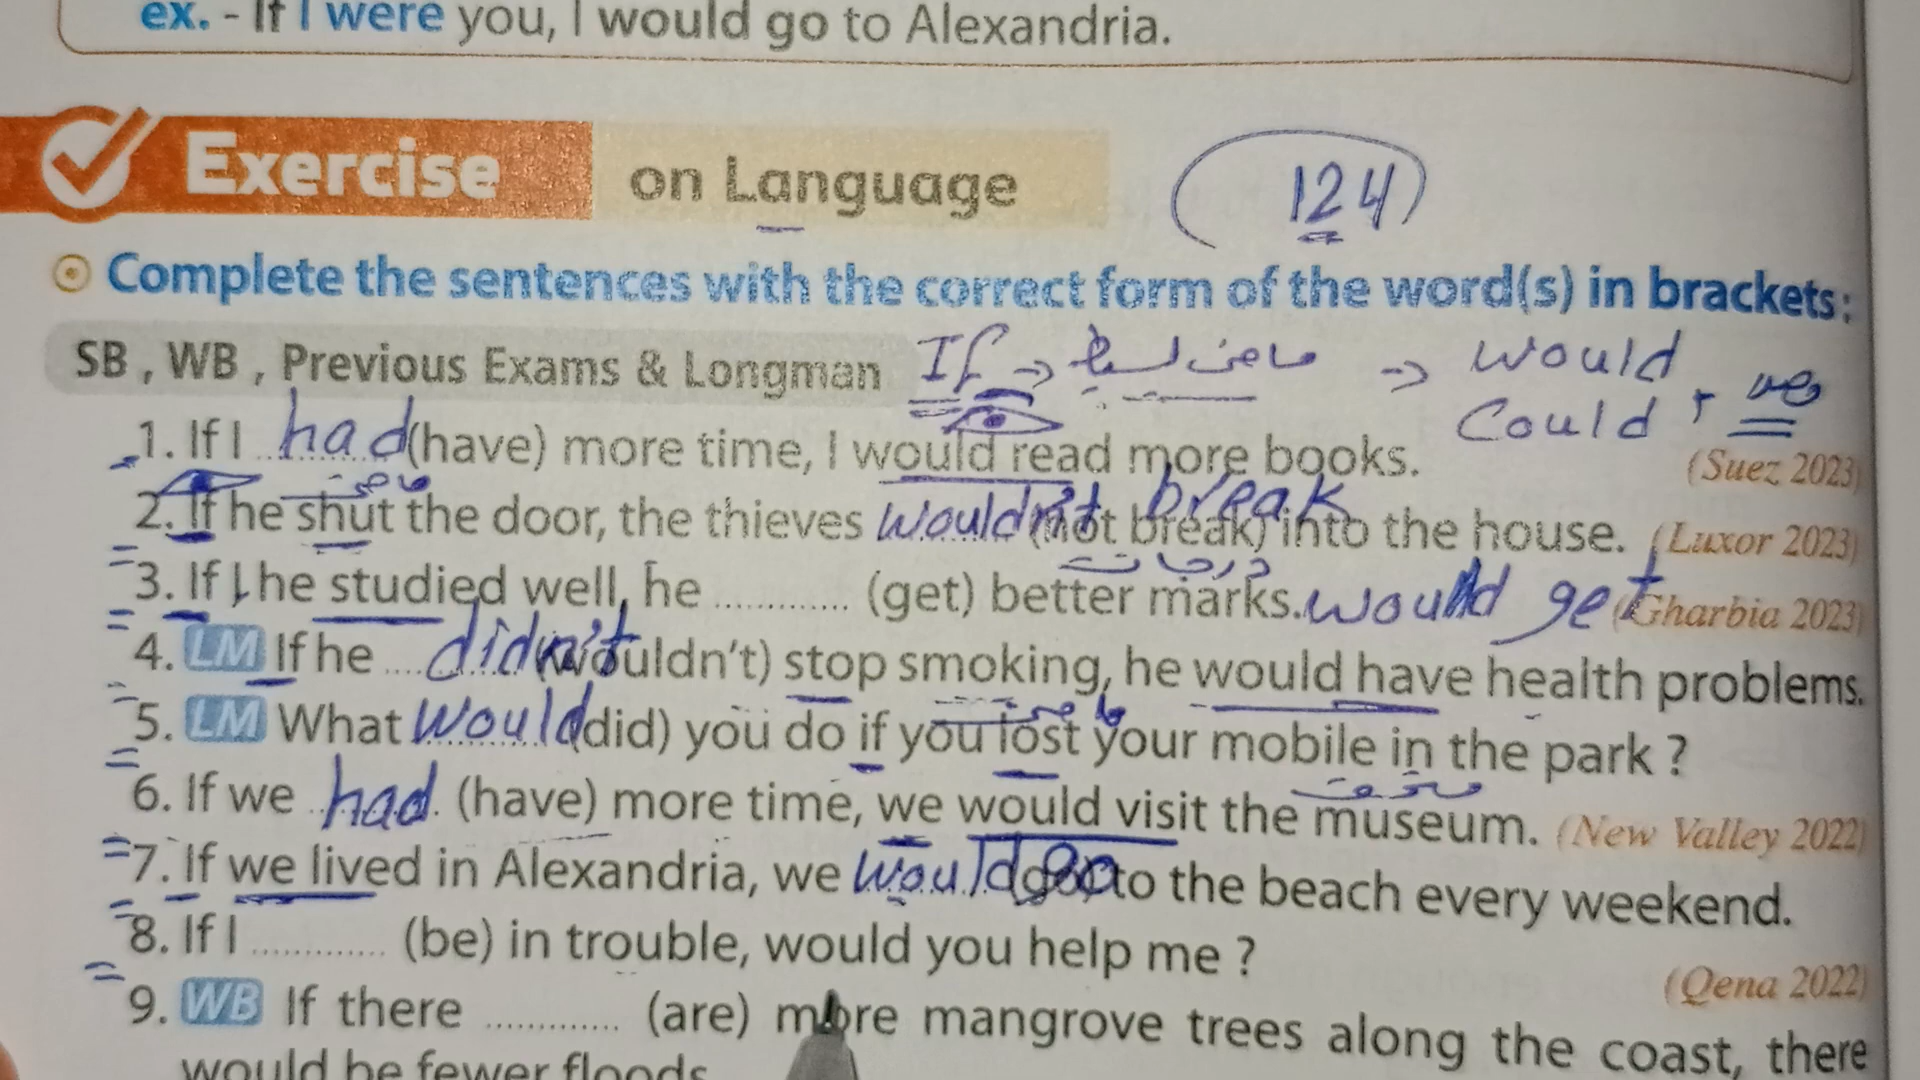 ex. - If I were you, I would go to Alexandria.
Exercise on Language 124
Complete the sentences with the correct form of the word(s) in brackets:
SB , WB , Previous Exams & Longman If → ماضى بسيط → would
could + مصدر
1. If I had (have) more time, I would read more books. (Suez 2023)
ماضى
2. If he shut the door, the thieves wouldn't break (not break) into the house. (Luxor 2023)
درجات
3. If he studied well, he ............ (get) better marks. would get (Gharbia 2023)
4. LM If he ... didn't (wouldn't) stop smoking, he would have health problems.
5. LM What would (did) you do if you lost your mobile in the park ?
6. If we had (have) more time, we would visit the museum. (New Valley 2022)
7. If we lived in Alexandria, we would go (go) to the beach every weekend.
8. If I ............ (be) in trouble, would you help me ?
(Qena 2022)
9. WB If there ............ (are) more mangrove trees along the coast, there
would be fewer floods.